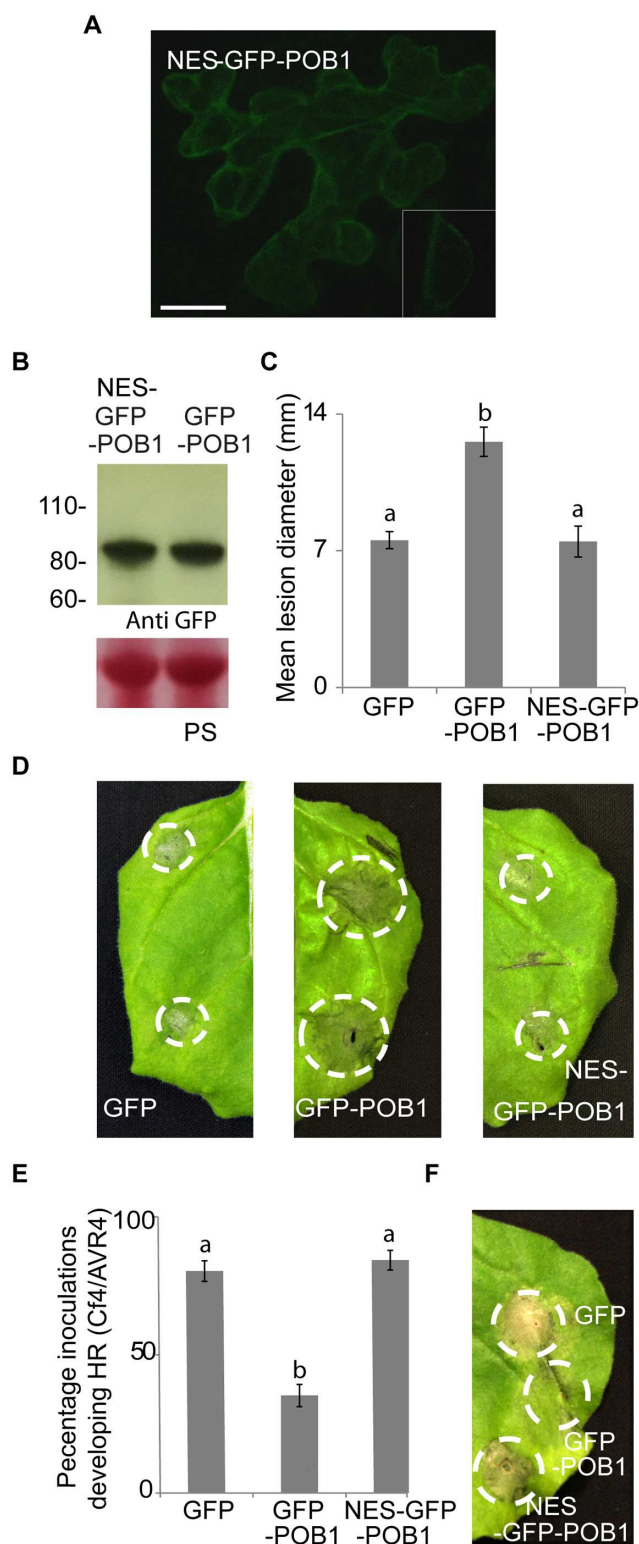 A
NES-GFP-POB1
B
NES-
GFP GFP
-POB1 -POB1
110-
80-
60-
Anti GFP
PS
C
Mean lesion diameter (mm)
14
7
0
a
b
a
GFP
GFP
-POB1
NES-GFP
-POB1
D
GFP
GFP-POB1
NES-
GFP-POB1
E
Pecentage inoculations
developing HR (Cf4/AVR4)
100
50
0
a
b
a
GFP
GFP
-POB1
NES-GFP
-POB1
F
GFP
GFP
-POB1
NES
-GFP-POB1